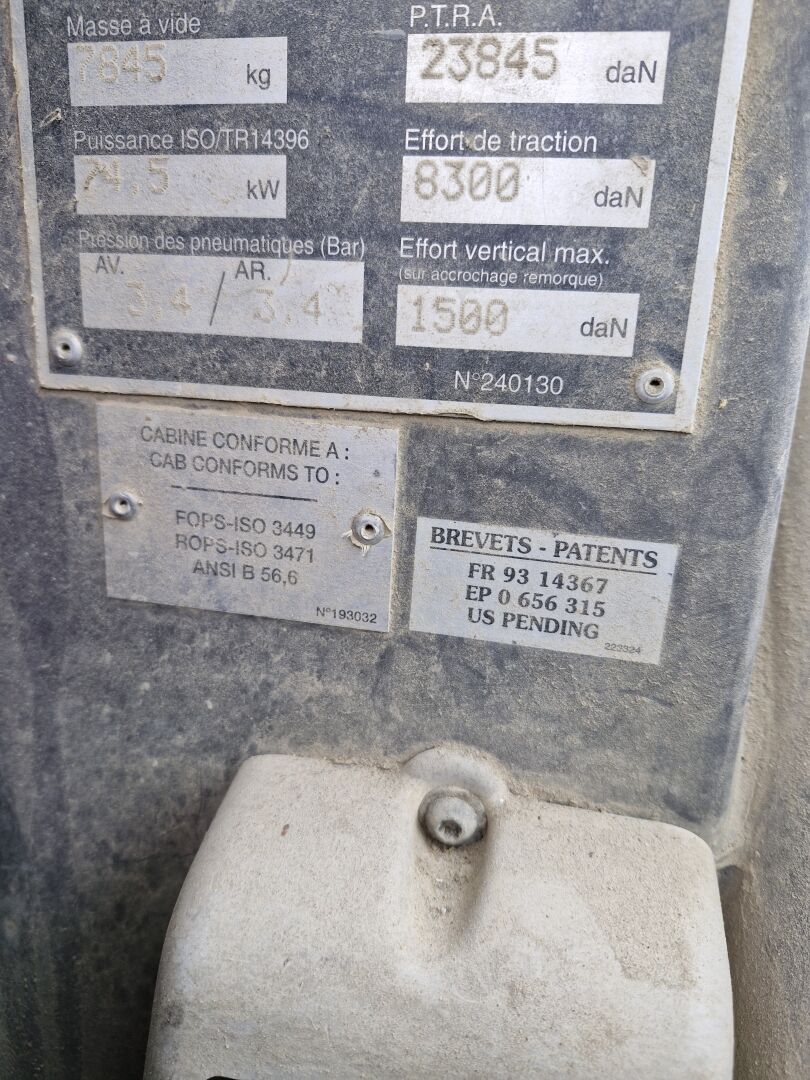 Masse à vide
7845 kg
Puissance ISO/TR14396
74,5 kW
Pression des pneumatiques (Bar)
AV. AR.
3,4 / 3,4
P.T.R.A.
23845 daN
Effort de traction
8300 daN
Effort vertical max.
(sur accrochage remorque)
1500 daN
N°240130
CABINE CONFORME A :
CAB CONFORMS TO :
FOPS-ISO 3449
ROPS-ISO 3471
ANSI B 56,6
N°193032
BREVETS - PATENTS
FR 93 14367
EP 0 656 315
US PENDING
223324